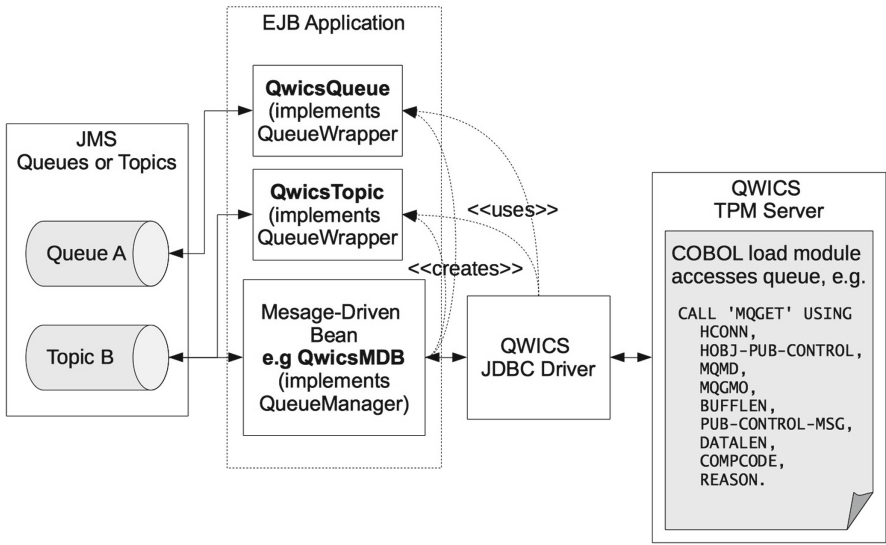 EJB Application
QwicsQueue
(implements
QueueWrapper
JMS
Queues or Topics
Queue A
Topic B
QwicsTopic
(implements
QueueWrapper
<<uses>>
<<creates>>
Message-Driven
Bean
e.g QwicsMDB
(implements
QueueManager)
QWICS
JDBC Driver
QWICS
TPM Server
COBOL load module
accesses queue, e.g.
CALL 'MQGET' USING
HCONN,
HOBJ-PUB-CONTROL,
MQMD,
MQGMO,
BUFFLEN,
PUB-CONTROL-MSG,
DATALEN,
COMPCODE,
REASON.